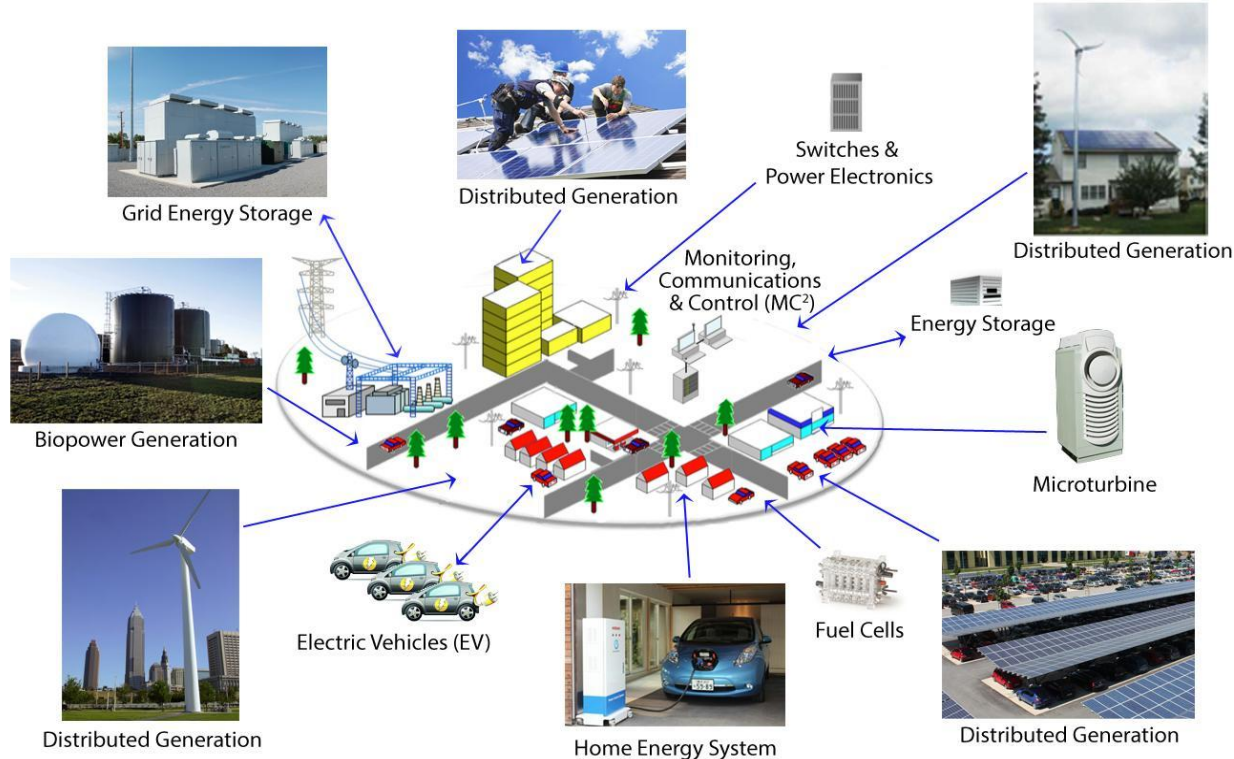 Grid Energy Storage
Distributed Generation
Switches &
Power Electronics
Distributed Generation
Monitoring,
Communications
& Control (MC²)
Energy Storage
Biopower Generation
Microturbine
Electric Vehicles (EV)
Fuel Cells
Distributed Generation
Home Energy System
Distributed Generation